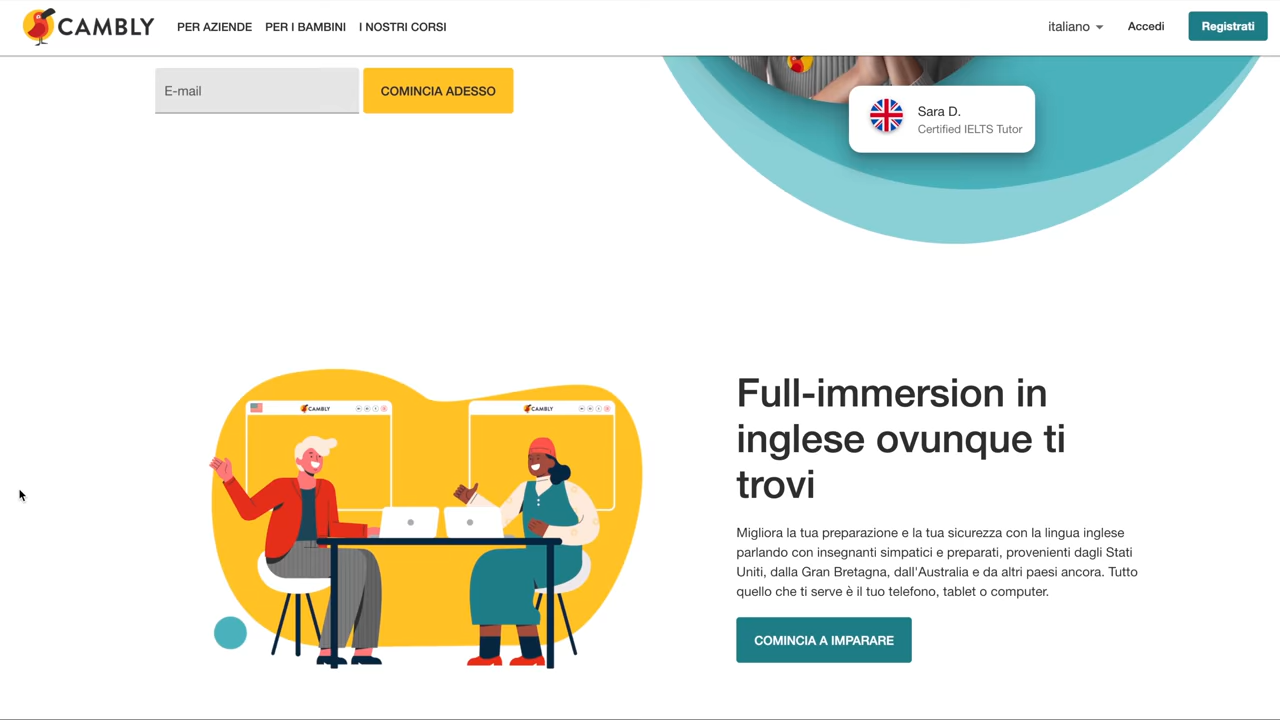 CAMBLY
PER AZIENDE
PER I BAMBINI
I NOSTRI CORSI
italiano
Accedi
Registrati
E-mail
COMINCIA ADESSO
Sara D.
Certified IELTS Tutor
CAMBLY
CAMBLY
Full-immersion in
inglese ovunque ti
trovi
Migliora la tua preparazione e la tua sicurezza con la lingua inglese
parlando con insegnanti simpatici e preparati, provenienti dagli Stati
Uniti, dalla Gran Bretagna, dall'Australia e da altri paesi ancora. Tutto
quello che ti serve è il tuo telefono, tablet o computer.
COMINCIA A IMPARARE